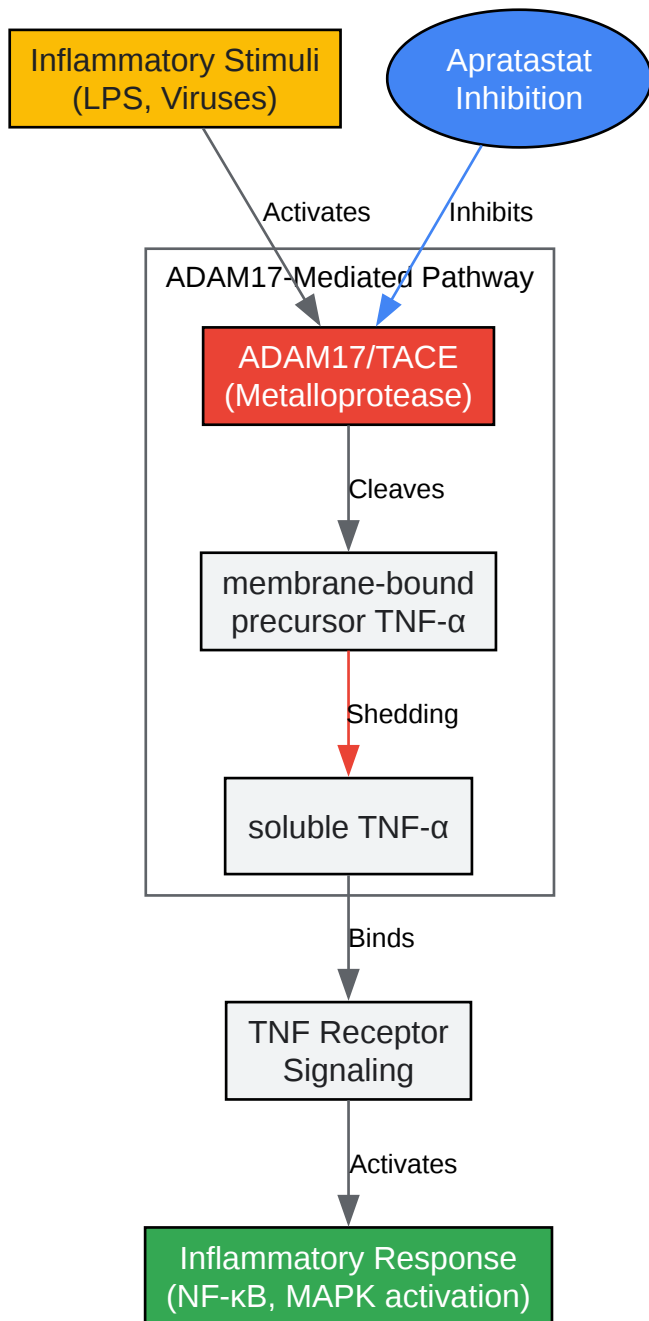 Inflammatory Stimuli
(LPS, Viruses)
Apratastat
Inhibition
Activates
Inhibits
ADAM17-Mediated Pathway
ADAM17/TACE
(Metalloprotease)
Cleaves
membrane-bound
precursor TNF-α
Shedding
soluble TNF-α
Binds
TNF Receptor
Signaling
Activates
Inflammatory Response
(NF-κB, MAPK activation)